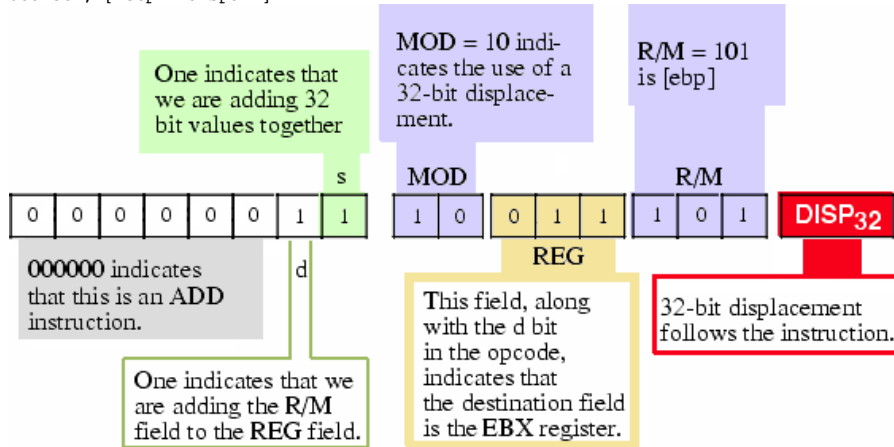 One indicates that
we are adding 32
bit values together
MOD = 10 indi-
cates the use of a
32-bit displace-
ment.
R/M = 101
is [ebp]
s
MOD
R/M
0 0 0 0 0 0 1 1
1 0
0 1 1
1 0 1
DISP32
000000 indicates
that this is an ADD
instruction.
d
REG
One indicates that we
are adding the R/M
field to the REG field.
This field, along
with the d bit
in the opcode,
indicates that
the destination field
is the EBX register.
32-bit displacement
follows the instruction.